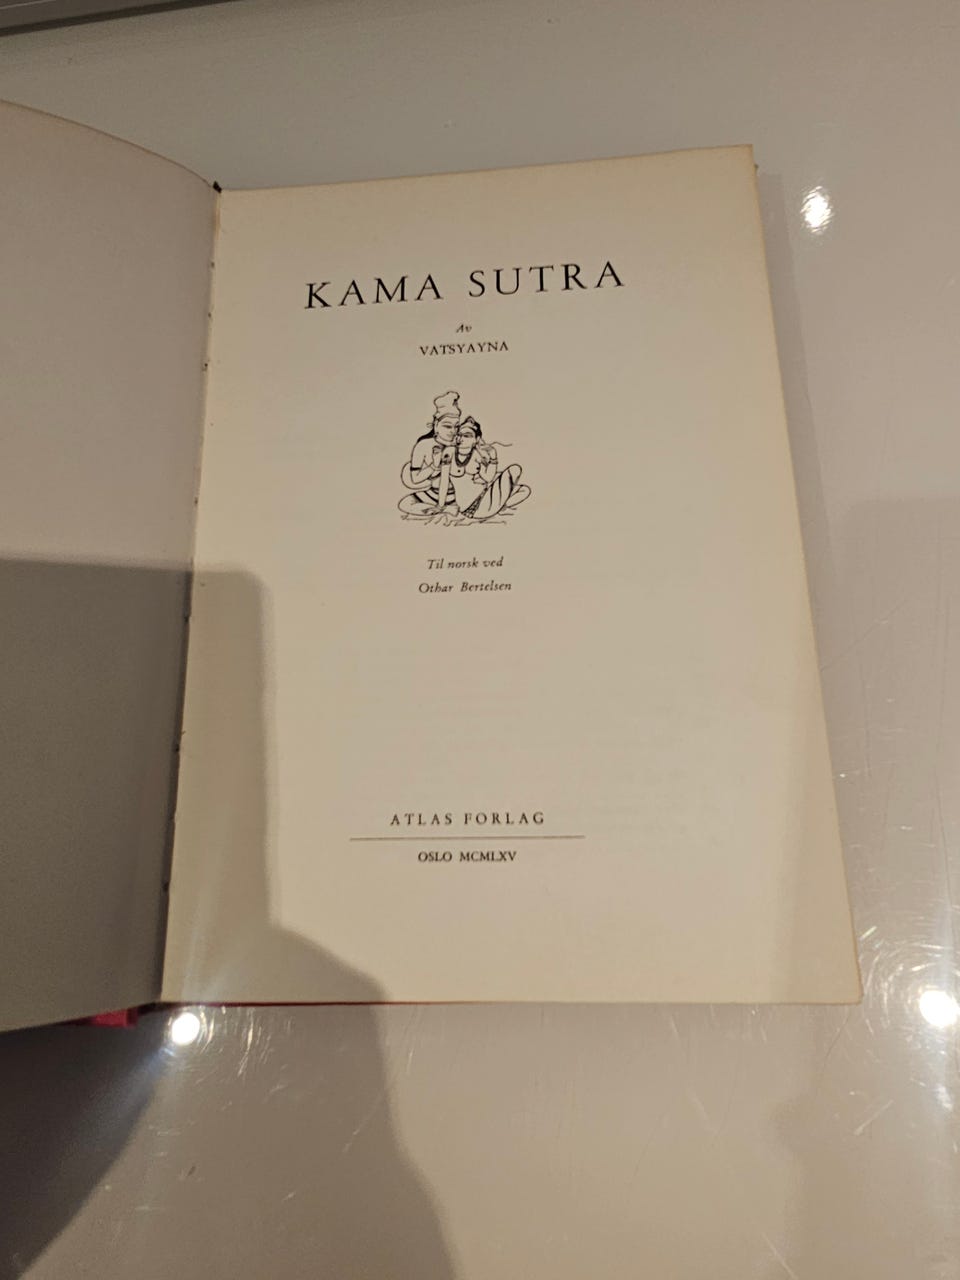 KAMA SUTRA
Av
VATSYAYNA
Til norsk ved
Othar Bertelsen
ATLAS FORLAG
OSLO MCMLXV